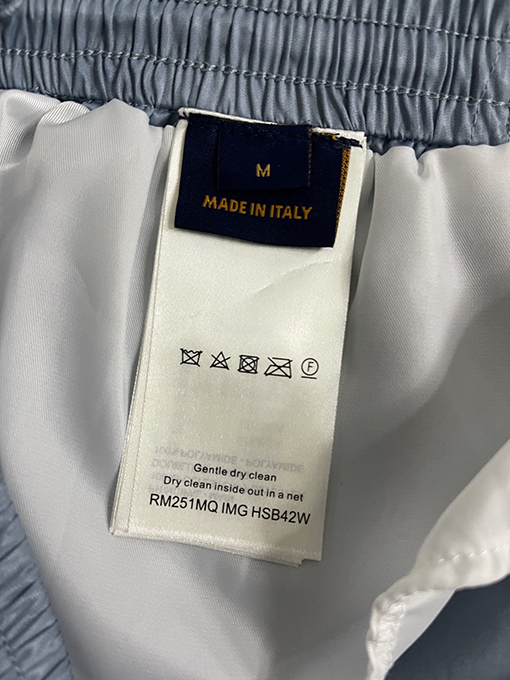 M
MADE IN ITALY
F
Gentle dry clean
Dry clean inside out in a net
RM251MQ IMG HSB42W